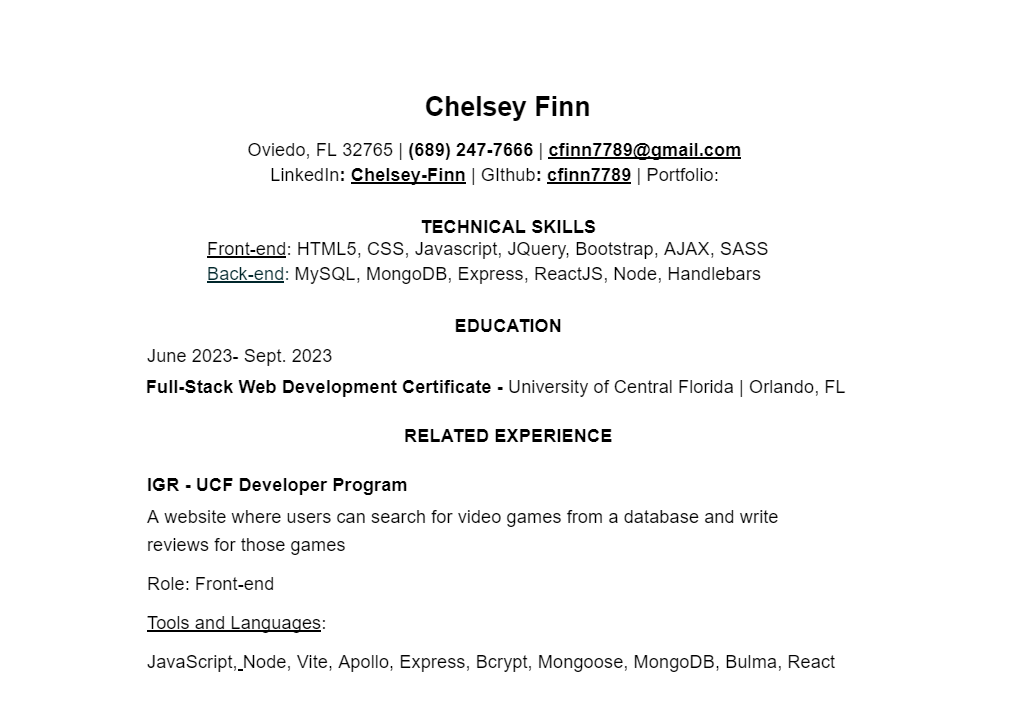 Chelsey Finn
Oviedo, FL 32765 | (689) 247-7666 | cfinn7789@gmail.com
LinkedIn: Chelsey-Finn | GIthub: cfinn7789 | Portfolio:
TECHNICAL SKILLS
Front-end: HTML5, CSS, Javascript, JQuery, Bootstrap, AJAX, SASS
Back-end: MySQL, MongoDB, Express, ReactJS, Node, Handlebars
EDUCATION
June 2023- Sept. 2023
Full-Stack Web Development Certificate - University of Central Florida | Orlando, FL
RELATED EXPERIENCE
IGR - UCF Developer Program
A website where users can search for video games from a database and write
reviews for those games
Role: Front-end
Tools and Languages:
JavaScript, Node, Vite, Apollo, Express, Bcrypt, Mongoose, MongoDB, Bulma, React